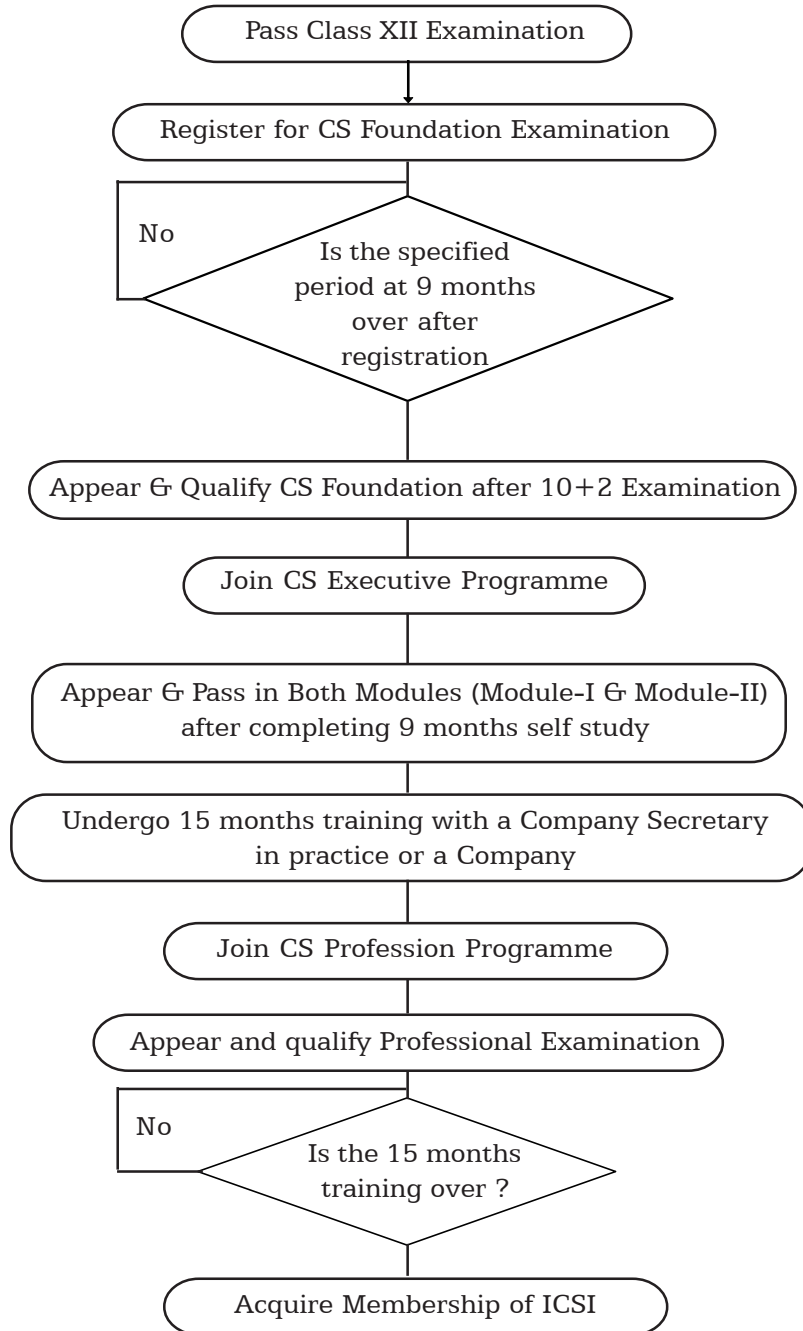 Pass Class XII Examination
Register for CS Foundation Examination
No
Is the specified
period at 9 months
over after
registration
Appear & Qualify CS Foundation after 10+2 Examination
Join CS Executive Programme
Appear & Pass in Both Modules (Module-I & Module-II)
after completing 9 months self study
Undergo 15 months training with a Company Secretary
in practice or a Company
Join CS Profession Programme
Appear and qualify Professional Examination
No
Is the 15 months
training over ?
Acquire Membership of ICSI